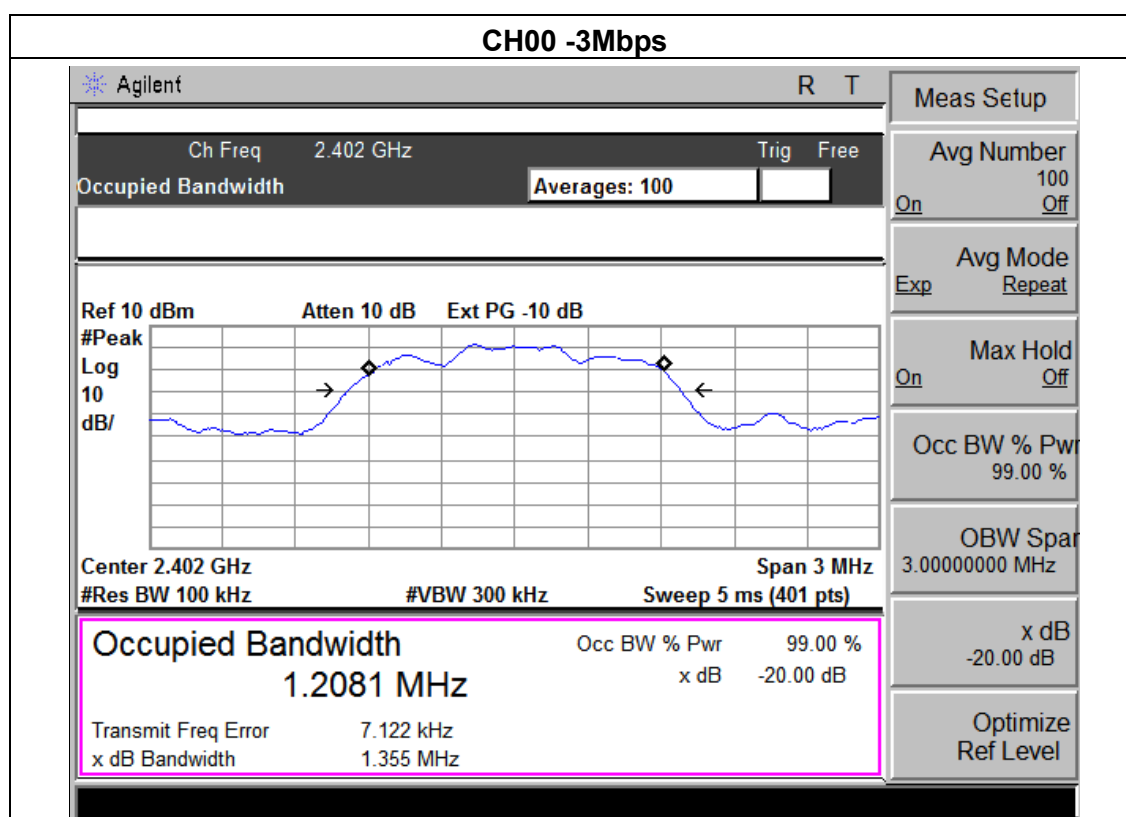 CH00 -3Mbps
Agilent R T
Ch Freq 2.402 GHz Trig Free
Occupied Bandwidth Averages: 100
Ref 10 dBm Atten 10 dB Ext PG -10 dB
#Peak
Log
10
dB/
Center 2.402 GHz Span 3 MHz
#Res BW 100 kHz #VBW 300 kHz Sweep 5 ms (401 pts)
Occupied Bandwidth Occ BW % Pwr 99.00 %
1.2081 MHz x dB -20.00 dB
Transmit Freq Error 7.122 kHz
x dB Bandwidth 1.355 MHz
Meas Setup
Avg Number
100
On Off
Avg Mode
Exp Repeat
Max Hold
On Off
Occ BW % Pwr
99.00 %
OBW Span
3.00000000 MHz
x dB
-20.00 dB
Optimize
Ref Level